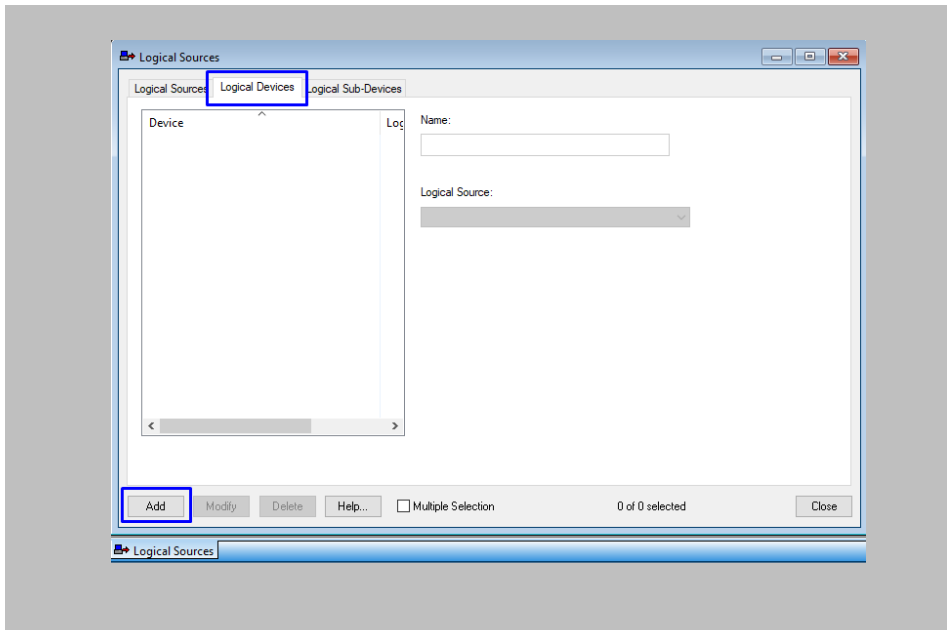 Logical Sources
Logical Sources Logical Devices Logical Sub-Devices
Device Log Name:
Logical Source:
Add Modify Delete Help... Multiple Selection 0 of 0 selected Close
Logical Sources